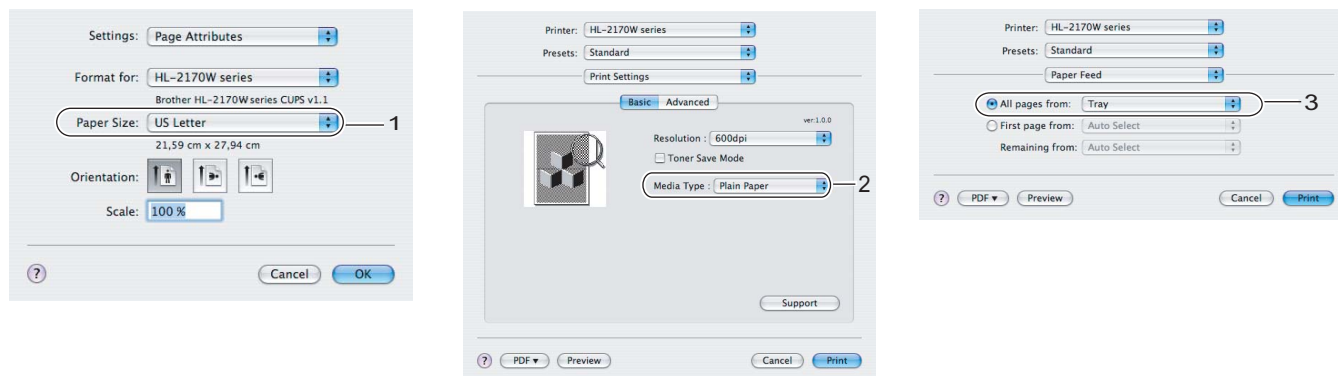 Settings: Page Attributes
Format for: HL-2170W series
Brother HL-2170W series CUPS v1.1
Paper Size: US Letter
1
21,59 cm x 27,94 cm
Orientation:
Scale: 100 %
? Cancel OK
Printer: HL-2170W series
Presets: Standard
Print Settings
Basic Advanced
ver:1.0.0
Resolution : 600dpi
Toner Save Mode
Media Type : Plain Paper
2
Support
? PDF Preview Cancel Print
Printer: HL-2170W series
Presets: Standard
Paper Feed
All pages from: Tray
3
First page from: Auto Select
Remaining from: Auto Select
? PDF Preview Cancel Print